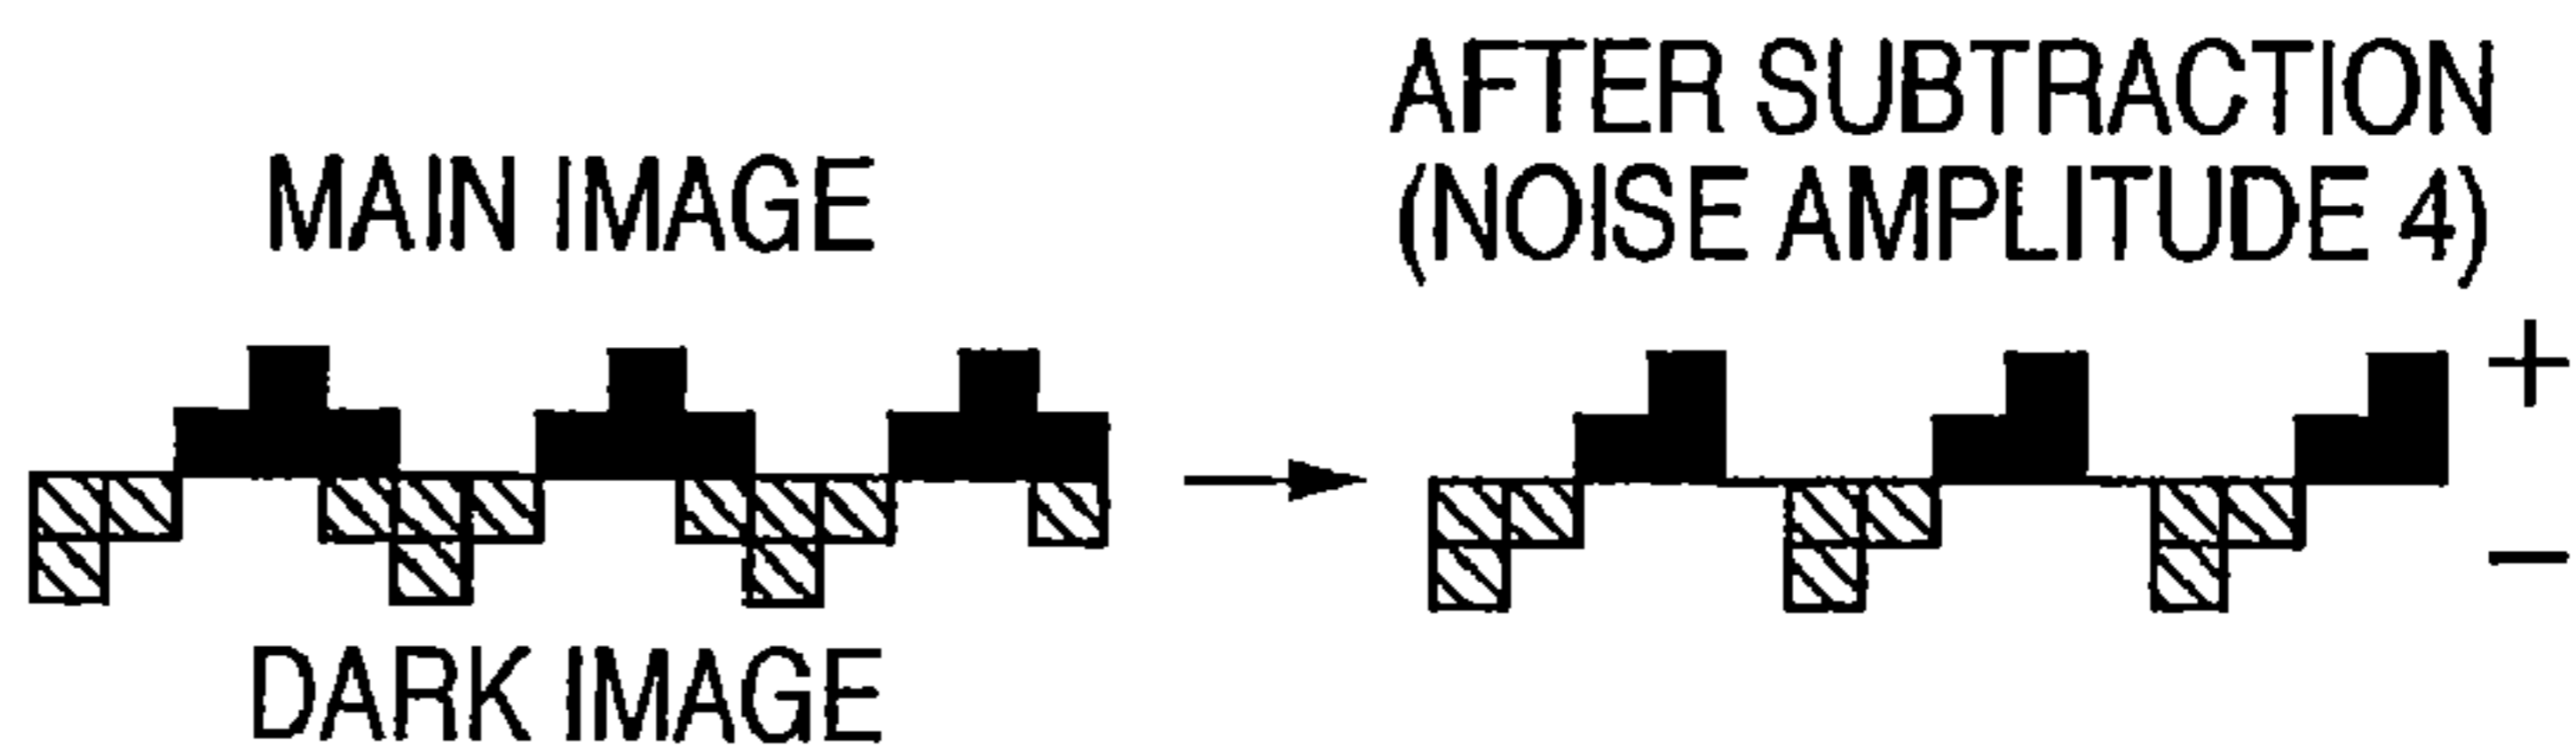 MAIN IMAGE
DARK IMAGE
AFTER SUBTRACTION
(NOISE AMPLITUDE 4)
+
−